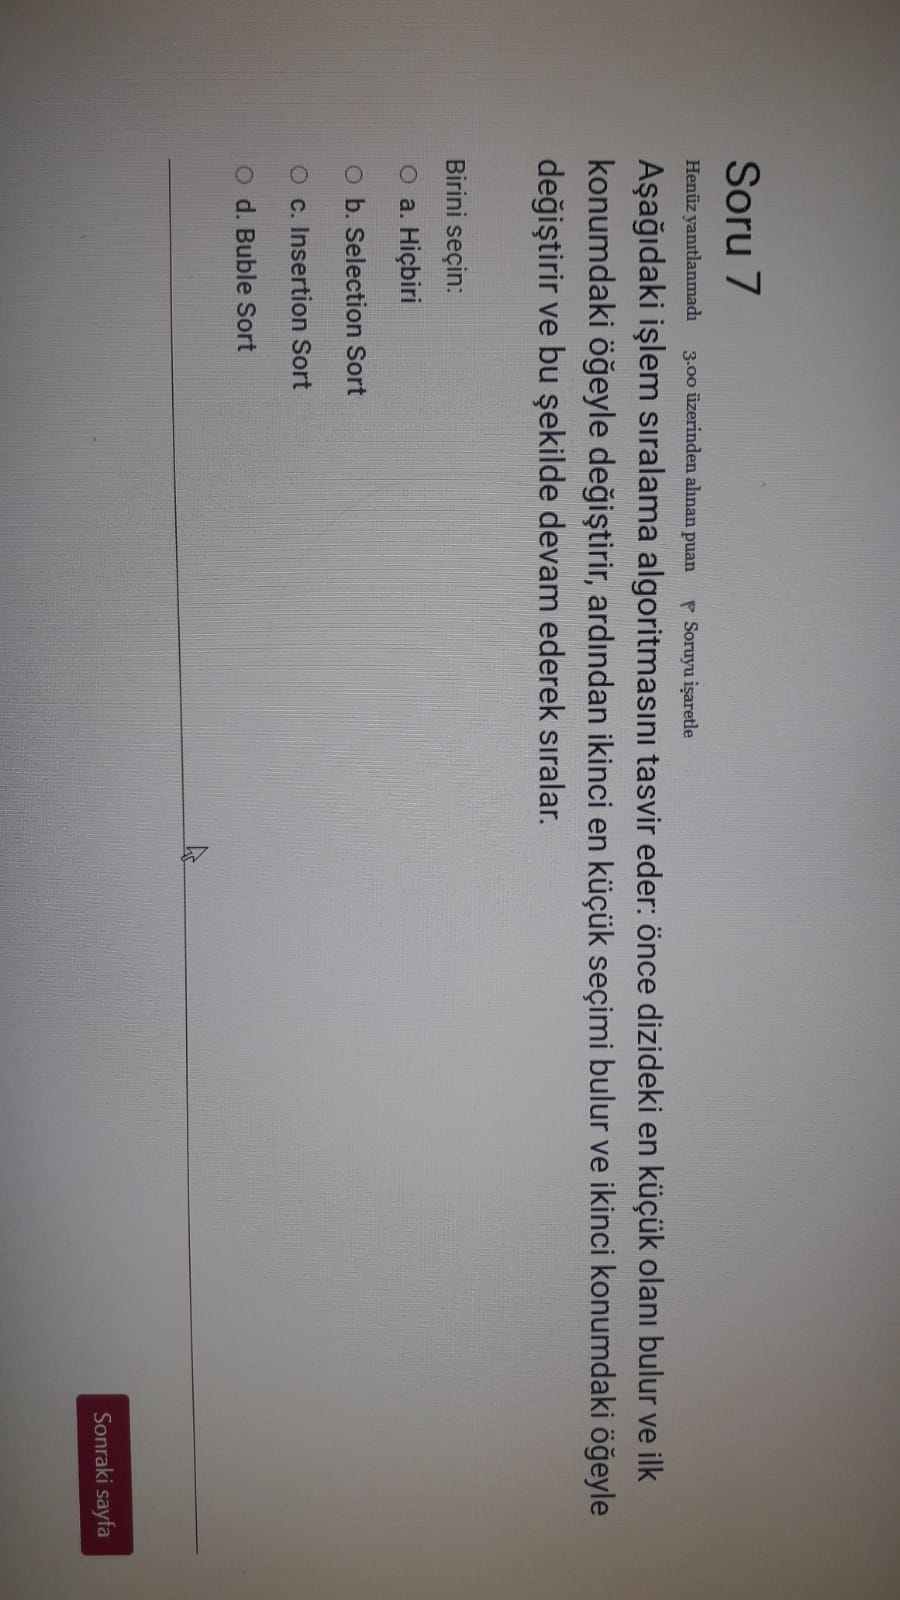 Soru 7
Henüz yanıtlanmadı 3.00 üzerinden alınan puan Soruyu işaretle
Aşağıdaki işlem sıralama algoritmasını tasvir eder: önce dizideki en küçük olanı bulur ve ilk
konumdaki öğeyle değiştirir, ardından ikinci en küçük seçimi bulur ve ikinci konumdaki öğeyle
değiştirir ve bu şekilde devam ederek sıralar.
Birini seçin:
a. Hiçbiri
b. Selection Sort
c. Insertion Sort
d. Buble Sort
Sonraki sayfa